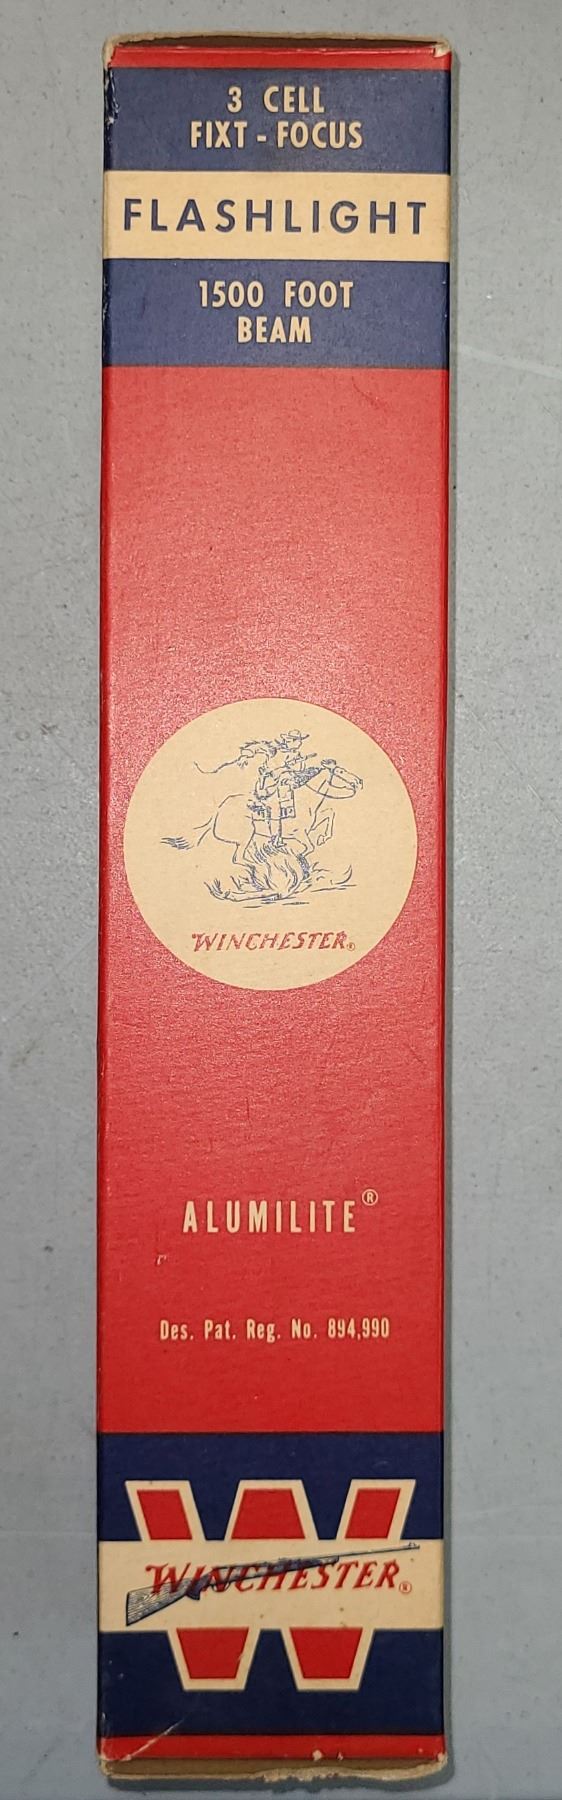 3 CELL
FIXT - FOCUS
FLASHLIGHT
1500 FOOT
BEAM
WINCHESTER®
ALUMILITE®
Des. Pat. Reg. No. 894,990
W
WINCHESTER®